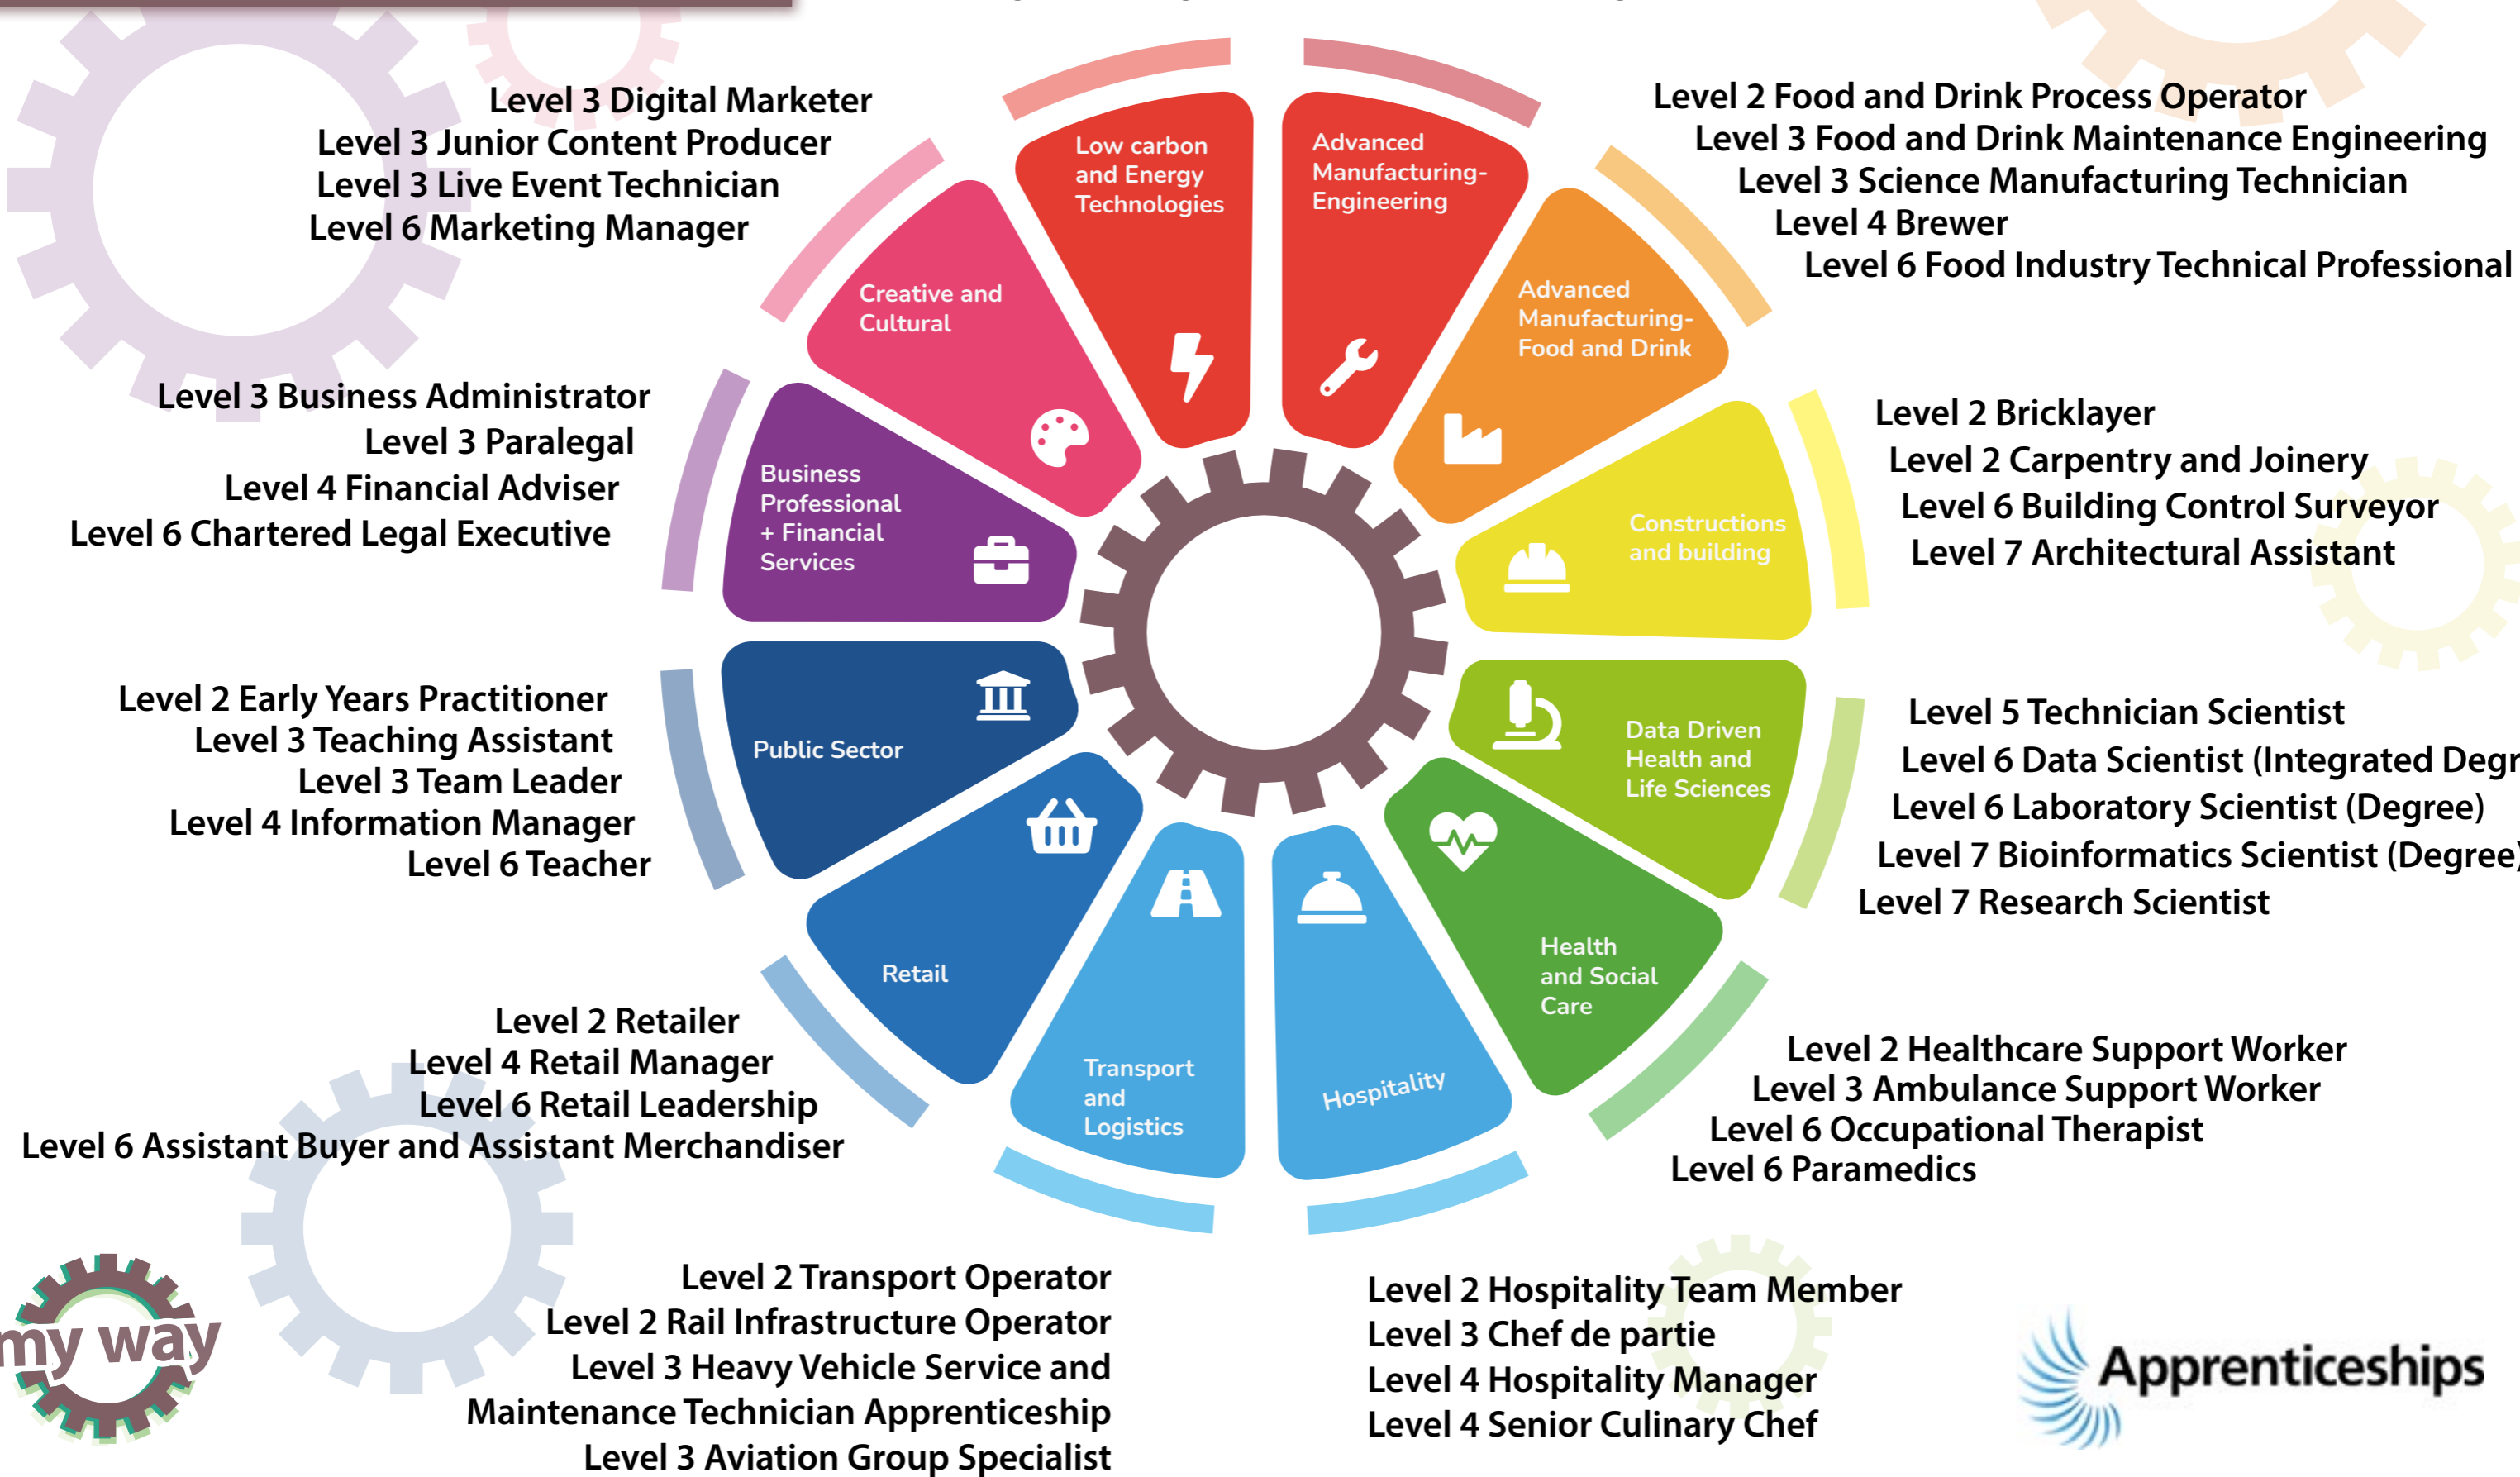 Level 3 Digital Marketer
Level 3 Junior Content Producer
Level 3 Live Event Technician
Level 6 Marketing Manager
Level 2 Food and Drink Process Operator
Level 3 Food and Drink Maintenance Engineering
Level 3 Science Manufacturing Technician
Level 4 Brewer
Level 6 Food Industry Technical Professional
Low carbon
and Energy
Technologies
Advanced
Manufacturing-
Engineering
Creative and
Cultural
Advanced
Manufacturing-
Food and Drink
Level 3 Business Administrator
Level 3 Paralegal
Level 4 Financial Adviser
Level 6 Chartered Legal Executive
Business
Professional
+ Financial
Services
Constructions
and building
Level 2 Bricklayer
Level 2 Carpentry and Joinery
Level 6 Building Control Surveyor
Level 7 Architectural Assistant
Level 2 Early Years Practitioner
Level 3 Teaching Assistant
Level 3 Team Leader
Level 4 Information Manager
Level 6 Teacher
Public Sector
Data Driven
Health and
Life Sciences
Level 5 Technician Scientist
Level 6 Data Scientist (Integrated Degr
Level 6 Laboratory Scientist (Degree)
Level 7 Bioinformatics Scientist (Degree)
Level 7 Research Scientist
Retail
Health
and Social
Care
Level 2 Retailer
Level 4 Retail Manager
Level 6 Retail Leadership
Level 6 Assistant Buyer and Assistant Merchandiser
Transport
and
Logistics
Hospitality
Level 2 Healthcare Support Worker
Level 3 Ambulance Support Worker
Level 6 Occupational Therapist
Level 6 Paramedics
my way
Level 2 Transport Operator
Level 2 Rail Infrastructure Operator
Level 3 Heavy Vehicle Service and
Maintenance Technician Apprenticeship
Level 3 Aviation Group Specialist
Level 2 Hospitality Team Member
Level 3 Chef de partie
Level 4 Hospitality Manager
Level 4 Senior Culinary Chef
Apprenticeships